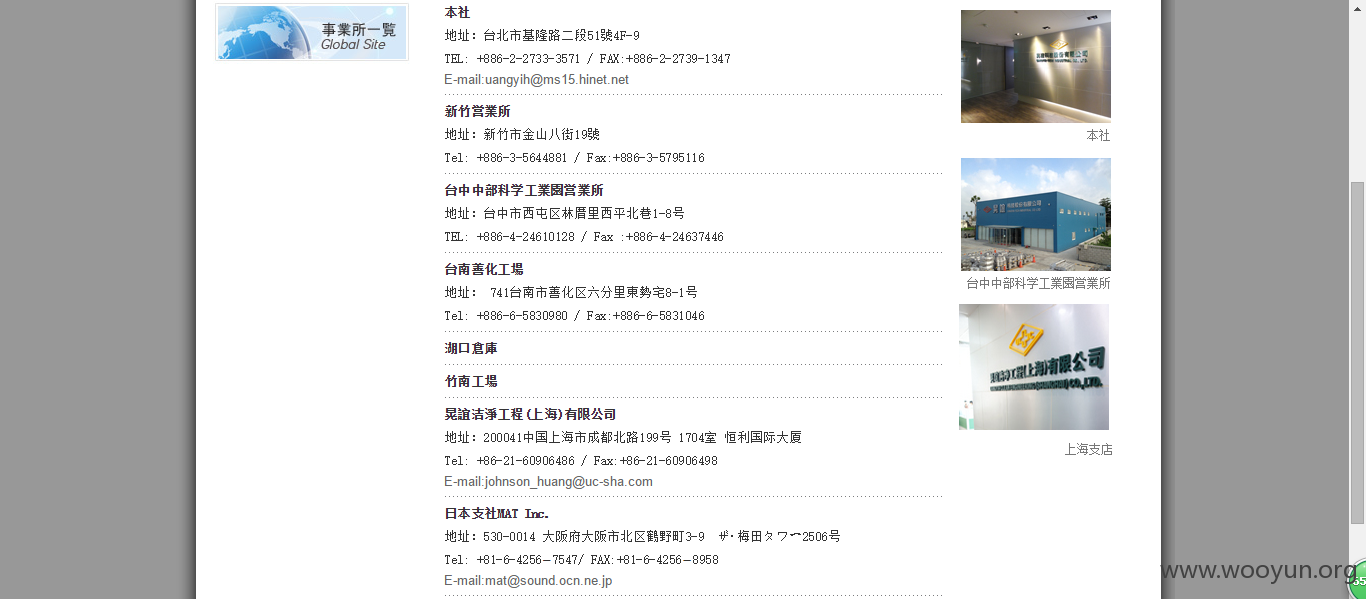 事業所一覧
Global Site
本社
地址: 台北市基隆路二段51號4F-9
TEL: +886-2-2733-3571 / FAX:+886-2-2739-1347
E-mail:uangyih@ms15.hinet.net
新竹営業所
地址: 新竹市金山八街19號
Tel: +886-3-5644881 / Fax:+886-3-5795116
台中中部科学工業園営業所
地址: 台中市西屯区林厝里西平北巷1-8号
TEL: +886-4-24610128 / Fax :+886-4-24637446
台南善化工場
地址: 741台南市善化区六分里東勢宅8-1号
Tel: +886-6-5830980 / Fax:+886-6-5831046
湖口倉庫
竹南工場
晃誼洁淨工程(上海)有限公司
地址: 200041中国上海市成都北路199号 1704室 恒利国际大厦
Tel: +86-21-60906486 / Fax:+86-21-60906498
E-mail:johnson_huang@uc-sha.com
日本支社MAT Inc.
地址: 530-0014 大阪府大阪市北区鶴野町3-9 ザ·梅田タワー2506号
Tel: +81-6-4256-7547/ FAX:+81-6-4256-8958
E-mail:mat@sound.ocn.ne.jp
本社
台中中部科学工業園営業所
工程(上海)有限公司
上海支店
www.wooyun.org